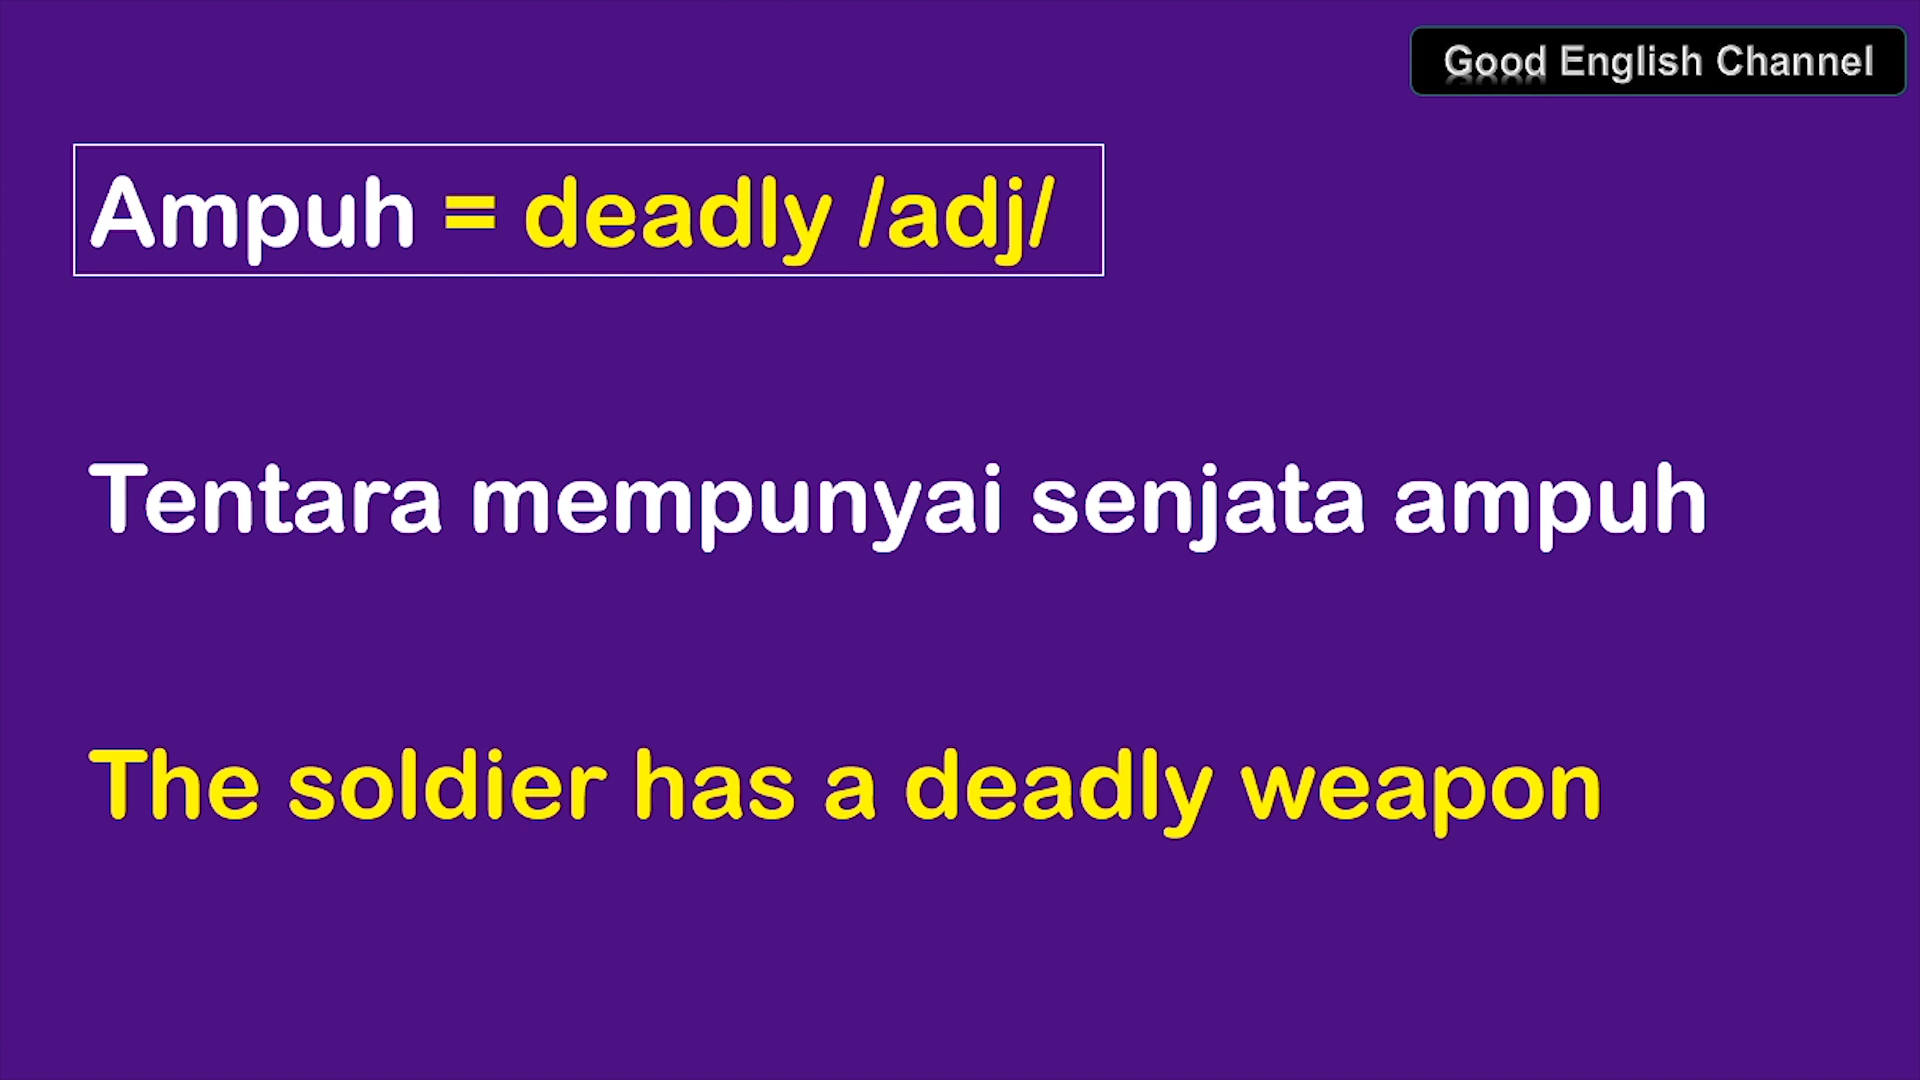 Good English Channel
Ampuh = deadly /adj/
Tentara mempunyai senjata ampuh
The soldier has a deadly weapon